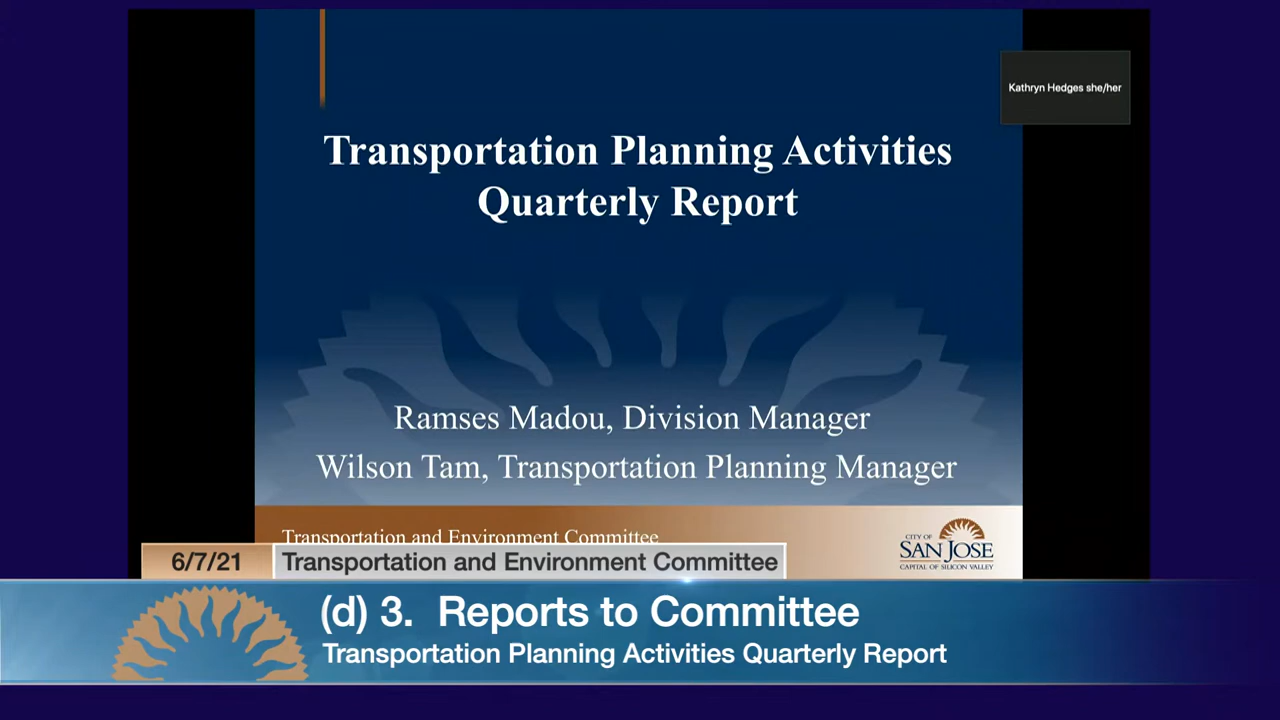 Kathryn Hedges she/her
Transportation Planning Activities
Quarterly Report
Ramses Madou, Division Manager
Wilson Tam, Transportation Planning Manager
Transportation and Environment Committee
CITY OF
SAN JOSE
CAPITAL OF SILICON VALLEY
6/7/21
Transportation and Environment Committee
(d) 3. Reports to Committee
Transportation Planning Activities Quarterly Report